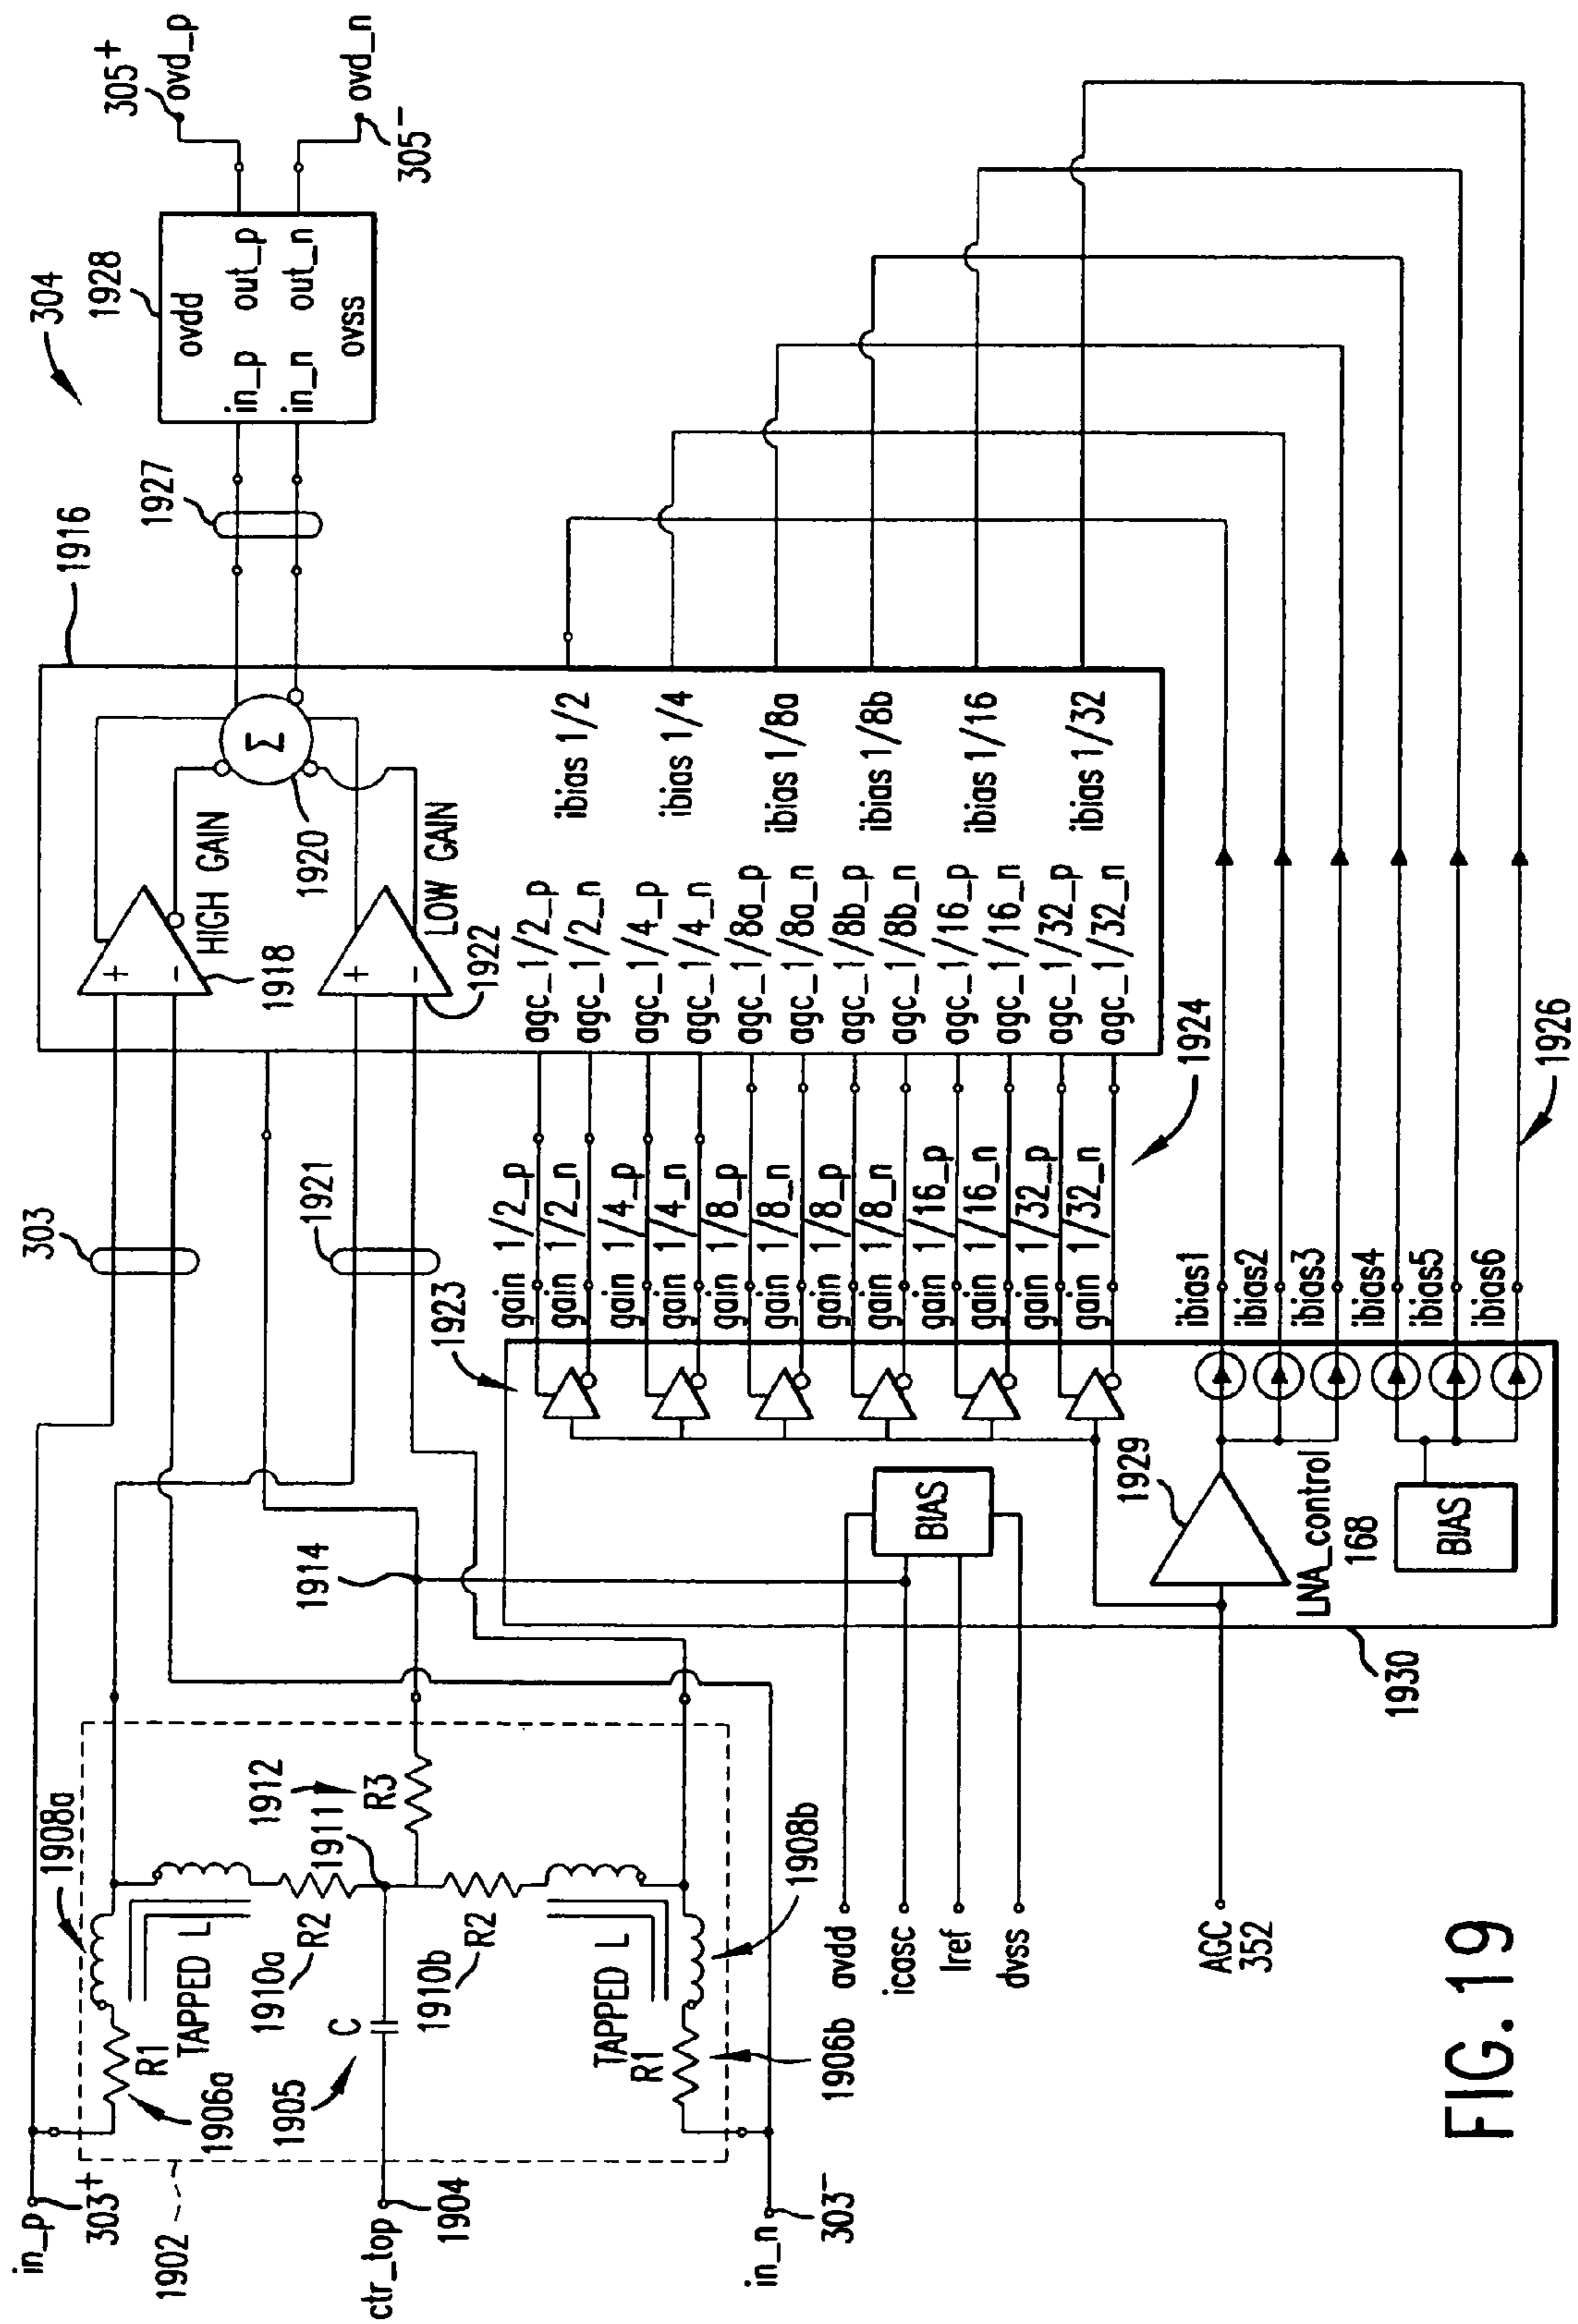 304
in_p
303+
1902
1906a
R1
TAPPED L
1908a
1910a
R2
1905
C
1911
1912
R3
1910b
R2
TAPPED L
R1
1906b
1908b
ctr_top
1904
in_n
303-
1914
303
1921
1916
+
-
HIGH GAIN
1918
Σ
1920
+
-
LOW GAIN
1922
1927
1928
ovdd
in_p out_p
in_n out_n
ovss
305+
ovd_p
ovd_n
305-
1923
gain 1/2_p
gain 1/2_n
gain 1/4_p
gain 1/4_n
gain 1/8_p
gain 1/8_n
gain 1/8_p
gain 1/8_n
gain 1/16_p
gain 1/16_n
gain 1/32_p
gain 1/32_n
1924
agc_1/2_p
agc_1/2_n
agc_1/4_p
agc_1/4_n
agc_1/8a_p
agc_1/8a_n
agc_1/8b_p
agc_1/8b_n
agc_1/16_p
agc_1/16_n
agc_1/32_p
agc_1/32_n
ibias 1/2
ibias 1/4
ibias 1/8a
ibias 1/8b
ibias 1/16
ibias 1/32
avdd
icasc
Iref
dvss
BIAS
AGC
352
1929
LNA_control
168
BIAS
1930
ibias1
ibias2
ibias3
ibias4
ibias5
ibias6
1926
FIG. 19